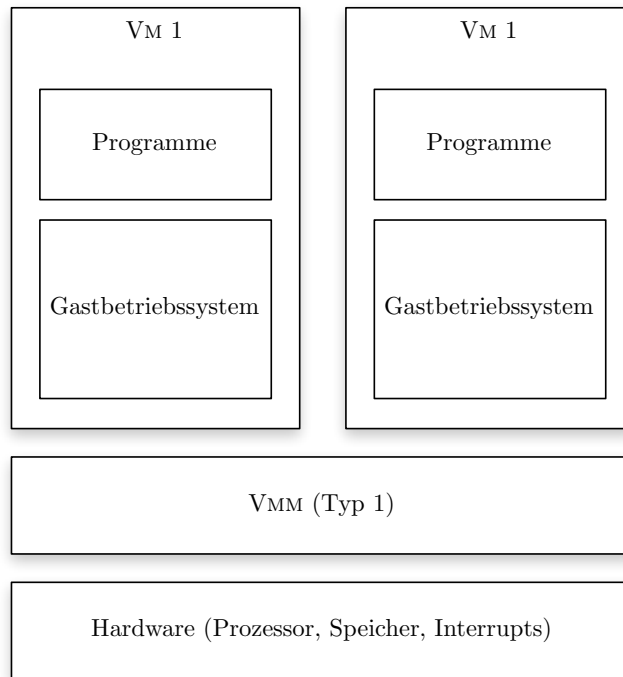 VM 1
VM 1
Programme
Programme
Gastbetriebssystem
Gastbetriebssystem
VMM (Typ 1)
Hardware (Prozessor, Speicher, Interrupts)